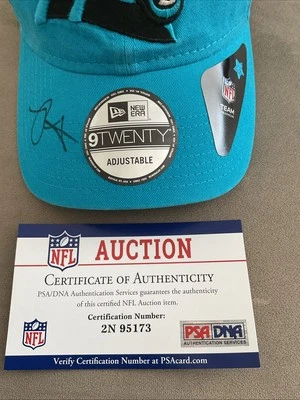 NEW ERA
9TWENTY
ADJUSTABLE
NFL
TEAM
NFL
AUCTION
CERTIFICATE OF AUTHENTICITY
PSA/DNA Authentication Services guarantees the authenticity
of this certified NFL Auction item.
Certification Number:
2N 95173
PSA DNA
AUTHENTICATION SERVICES
Verify Certification Number at PSAcard.com